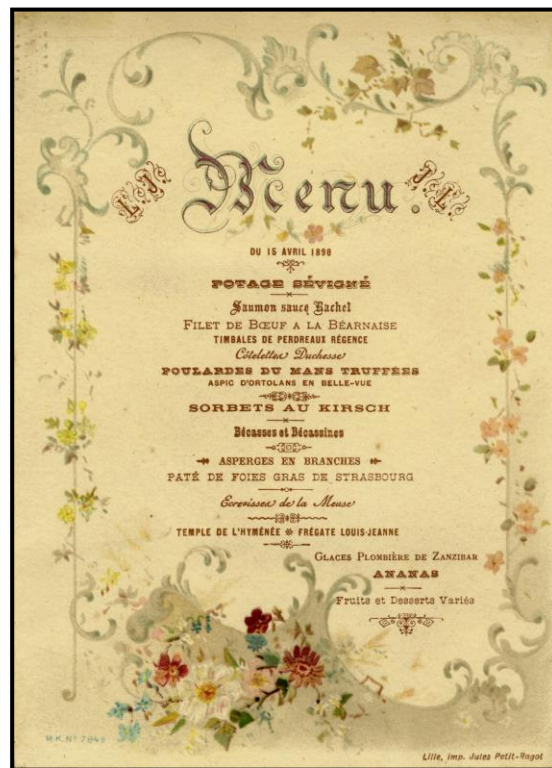 Menu.
L.J.
J.L.
DU 15 AVRIL 1890
POTAGE SÉVIGNÉ
Saumon sauce Rachel
FILET DE BŒUF A LA BÉARNAISE
TIMBALES DE PERDREAUX RÉGENCE
Côtelettes Duchesse
POULARDES DU MANS TRUFFÉES
ASPIC D'ORTOLANS EN BELLE-VUE
SORBETS AU KIRSCH
Bécasses et Bécassines
ASPERGES EN BRANCHES
PATÉ DE FOIES GRAS DE STRASBOURG
Écrevisses de la Meuse
TEMPLE DE L'HYMÉNÉE FRÉGATE LOUIS-JEANNE
GLACES PLOMBIÈRE DE ZANZIBAR
ANANAS
Fruits et Desserts Variés
M.K. Nº
Lille, imp. Jules Petit-Ragot